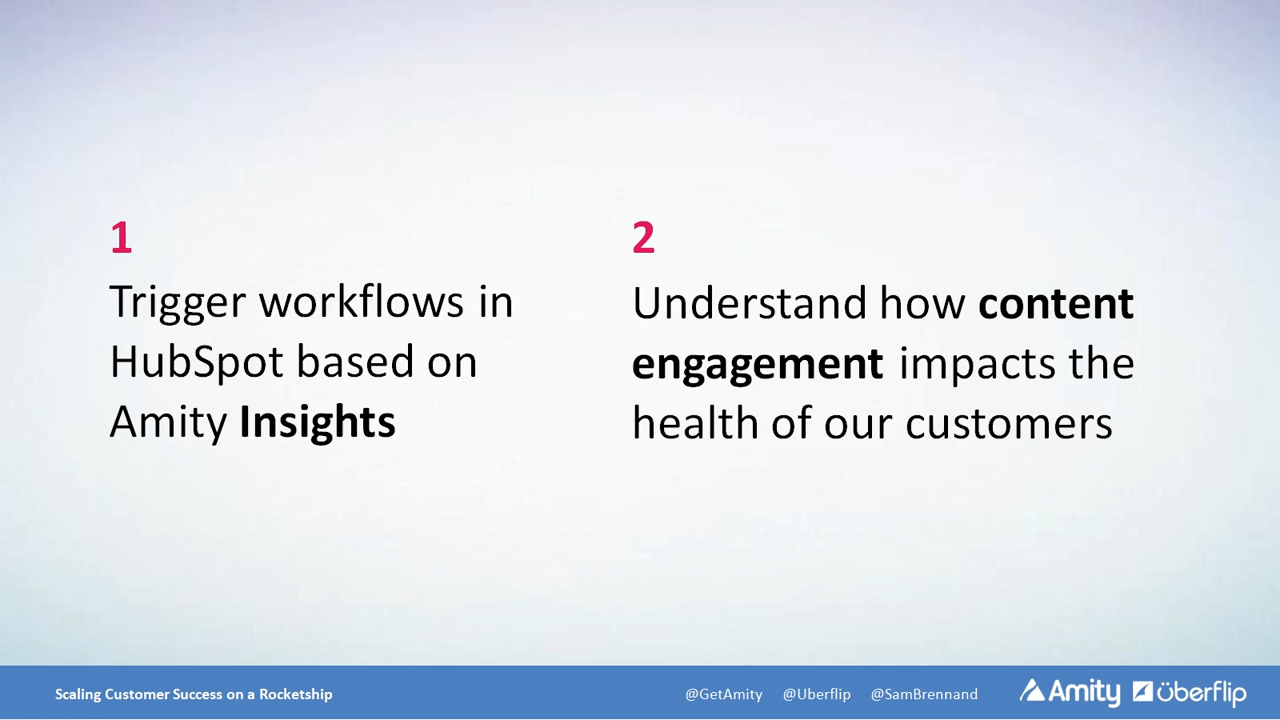 1
Trigger workflows in
HubSpot based on
Amity Insights
2
Understand how content
engagement impacts the
health of our customers
Scaling Customer Success on a Rocketship
@GetAmity @Uberflip @SamBrennand
Amity überflip